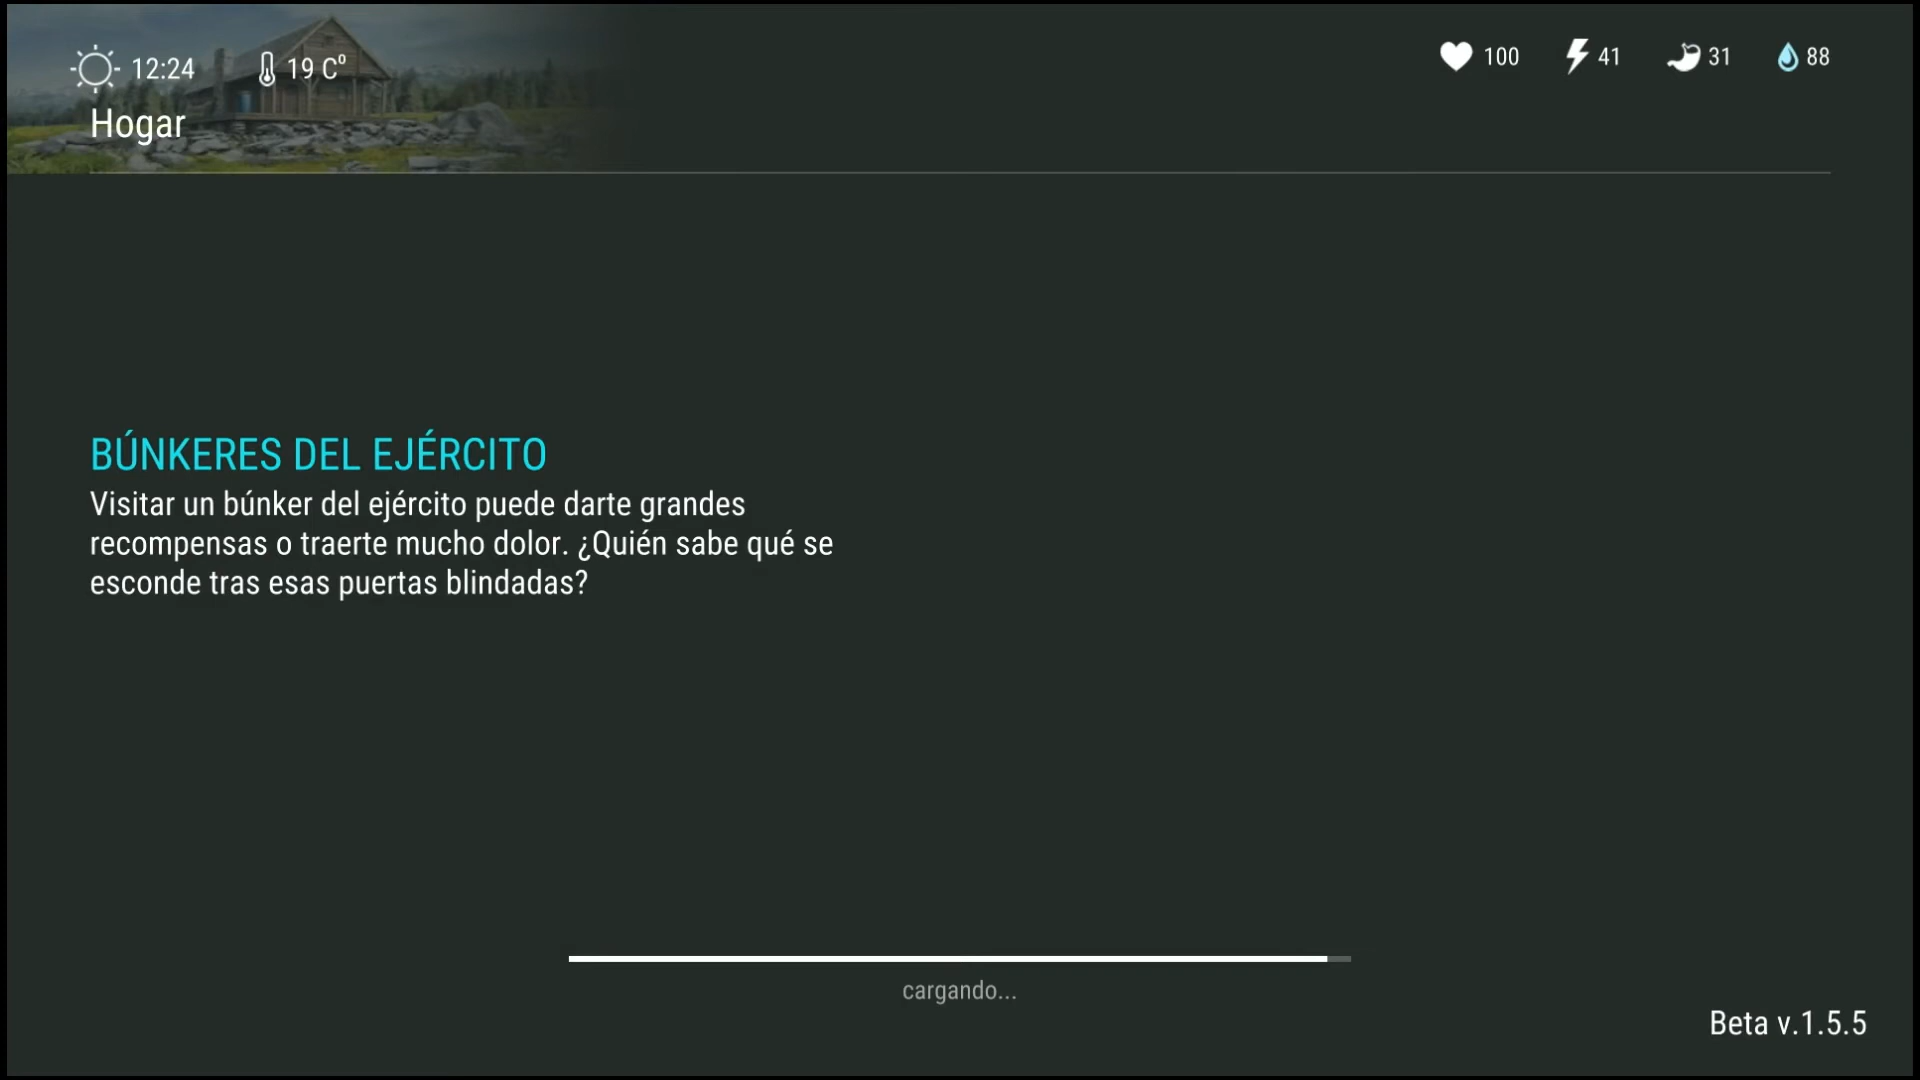 12:24
19 Cº
100
41
31
88
Hogar
BÚNKERES DEL EJÉRCITO
Visitar un búnker del ejército puede darte grandes
recompensas o traerte mucho dolor. ¿Quién sabe qué se
esconde tras esas puertas blindadas?
cargando...
Beta v.1.5.5